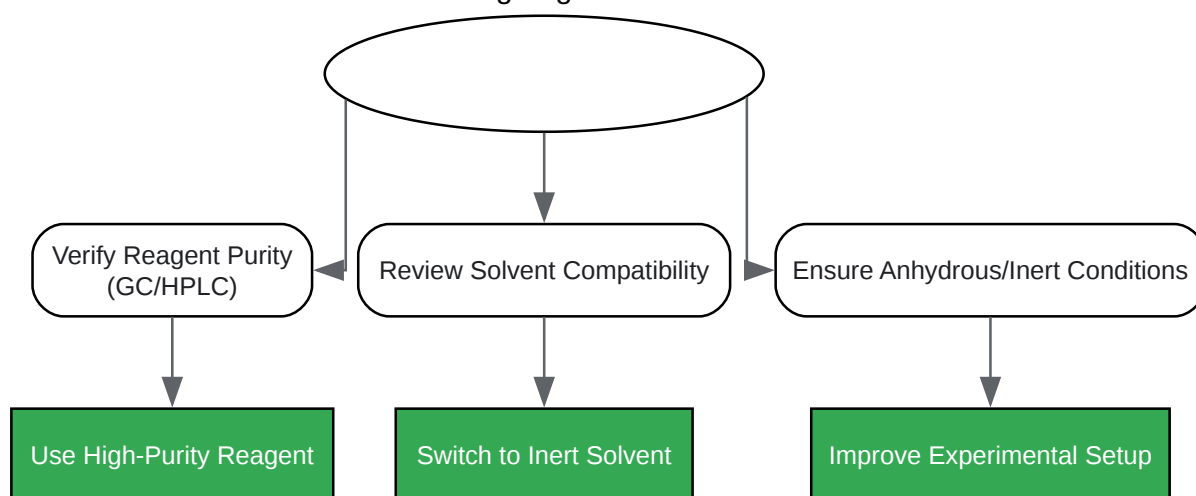 Verify Reagent Purity
(GC/HPLC)
Review Solvent Compatibility
Ensure Anhydrous/Inert Conditions
Use High-Purity Reagent
Switch to Inert Solvent
Improve Experimental Setup